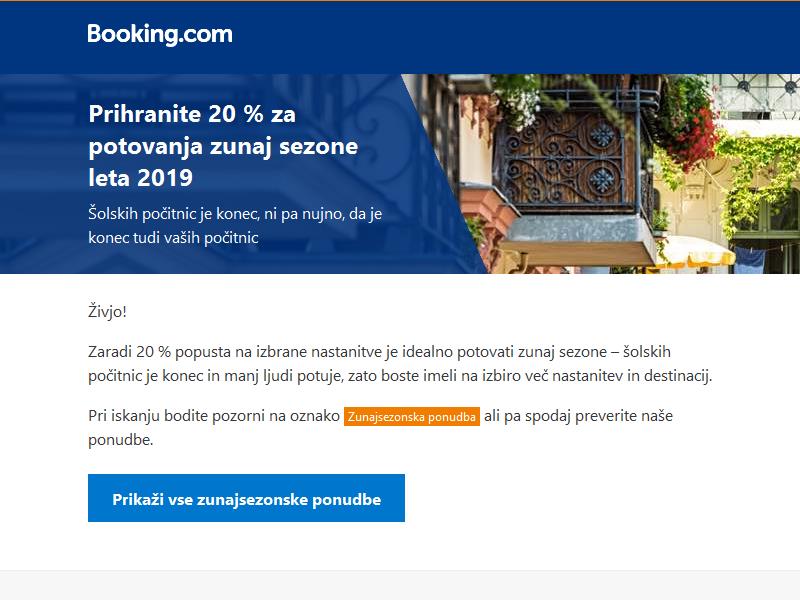 Booking.com
Prihranite 20 % za
potovanja zunaj sezone
leta 2019
Šolskih počitnic je konec, ni pa nujno, da je
konec tudi vaših počitnic
Živjo!
Zaradi 20 % popusta na izbrane nastanitve je idealno potovati zunaj sezone – šolskih
počitnic je konec in manj ljudi potuje, zato boste imeli na izbiro več nastanitev in destinacij.
Pri iskanju bodite pozorni na oznako Zunajsezonska ponudba ali pa spodaj preverite naše
ponudbe.
Prikaži vse zunajsezonske ponudbe